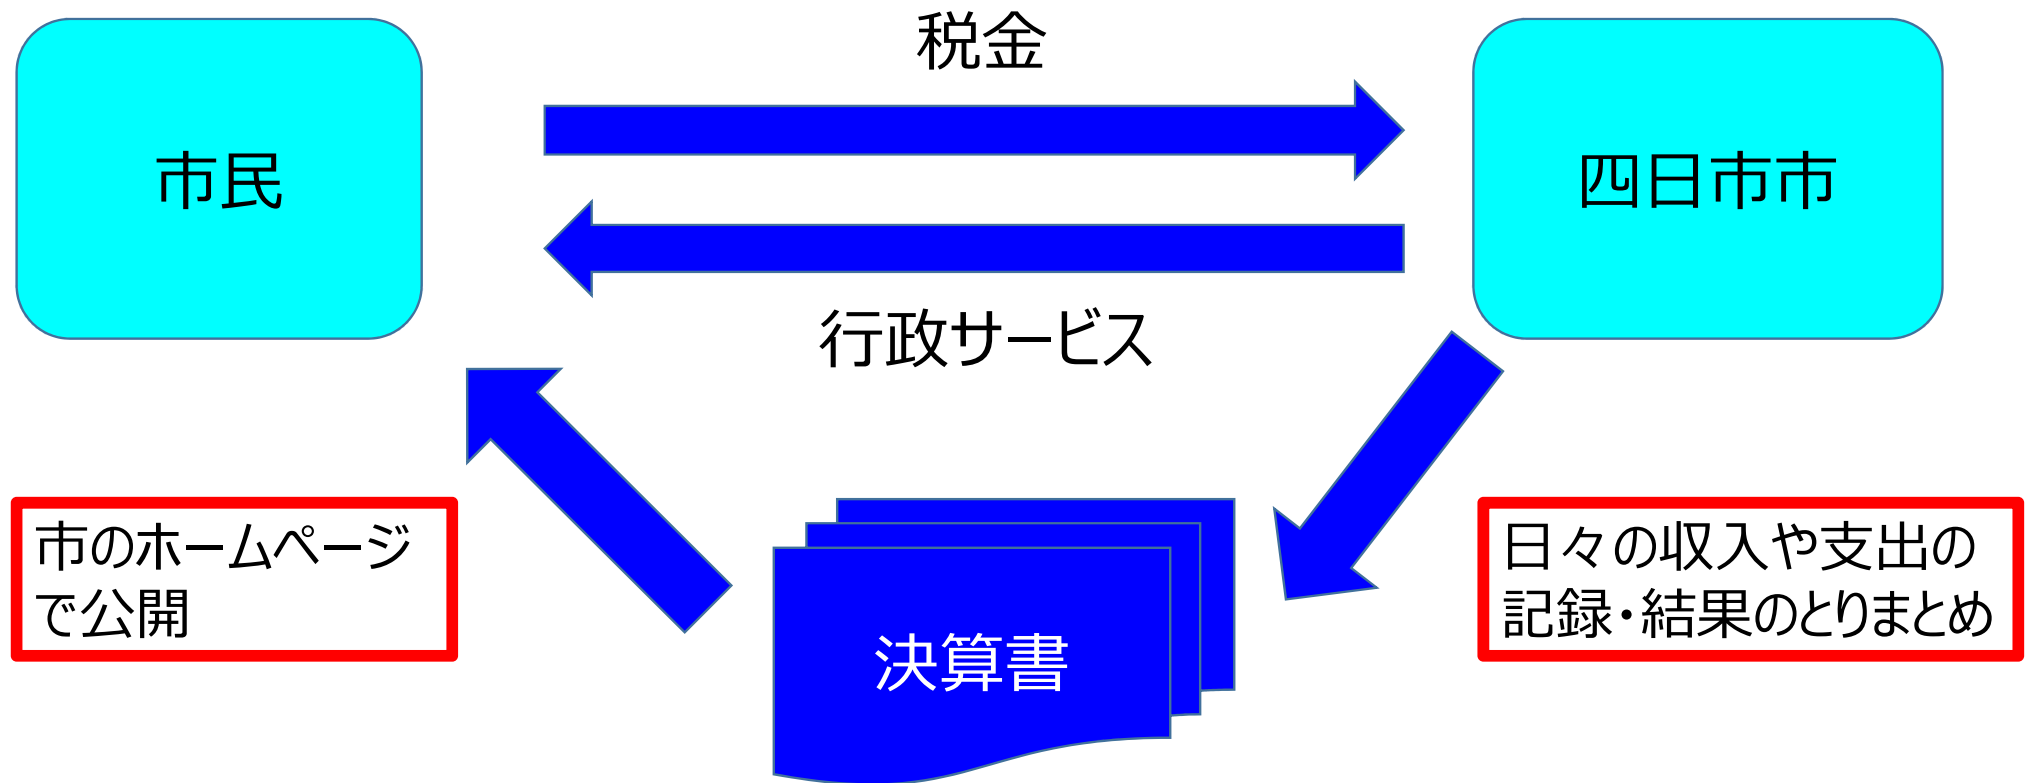 税金
市民
四日市市
行政サービス
市のホームページ
で公開
日々の収入や支出の
記録・結果のとりまとめ
決算書